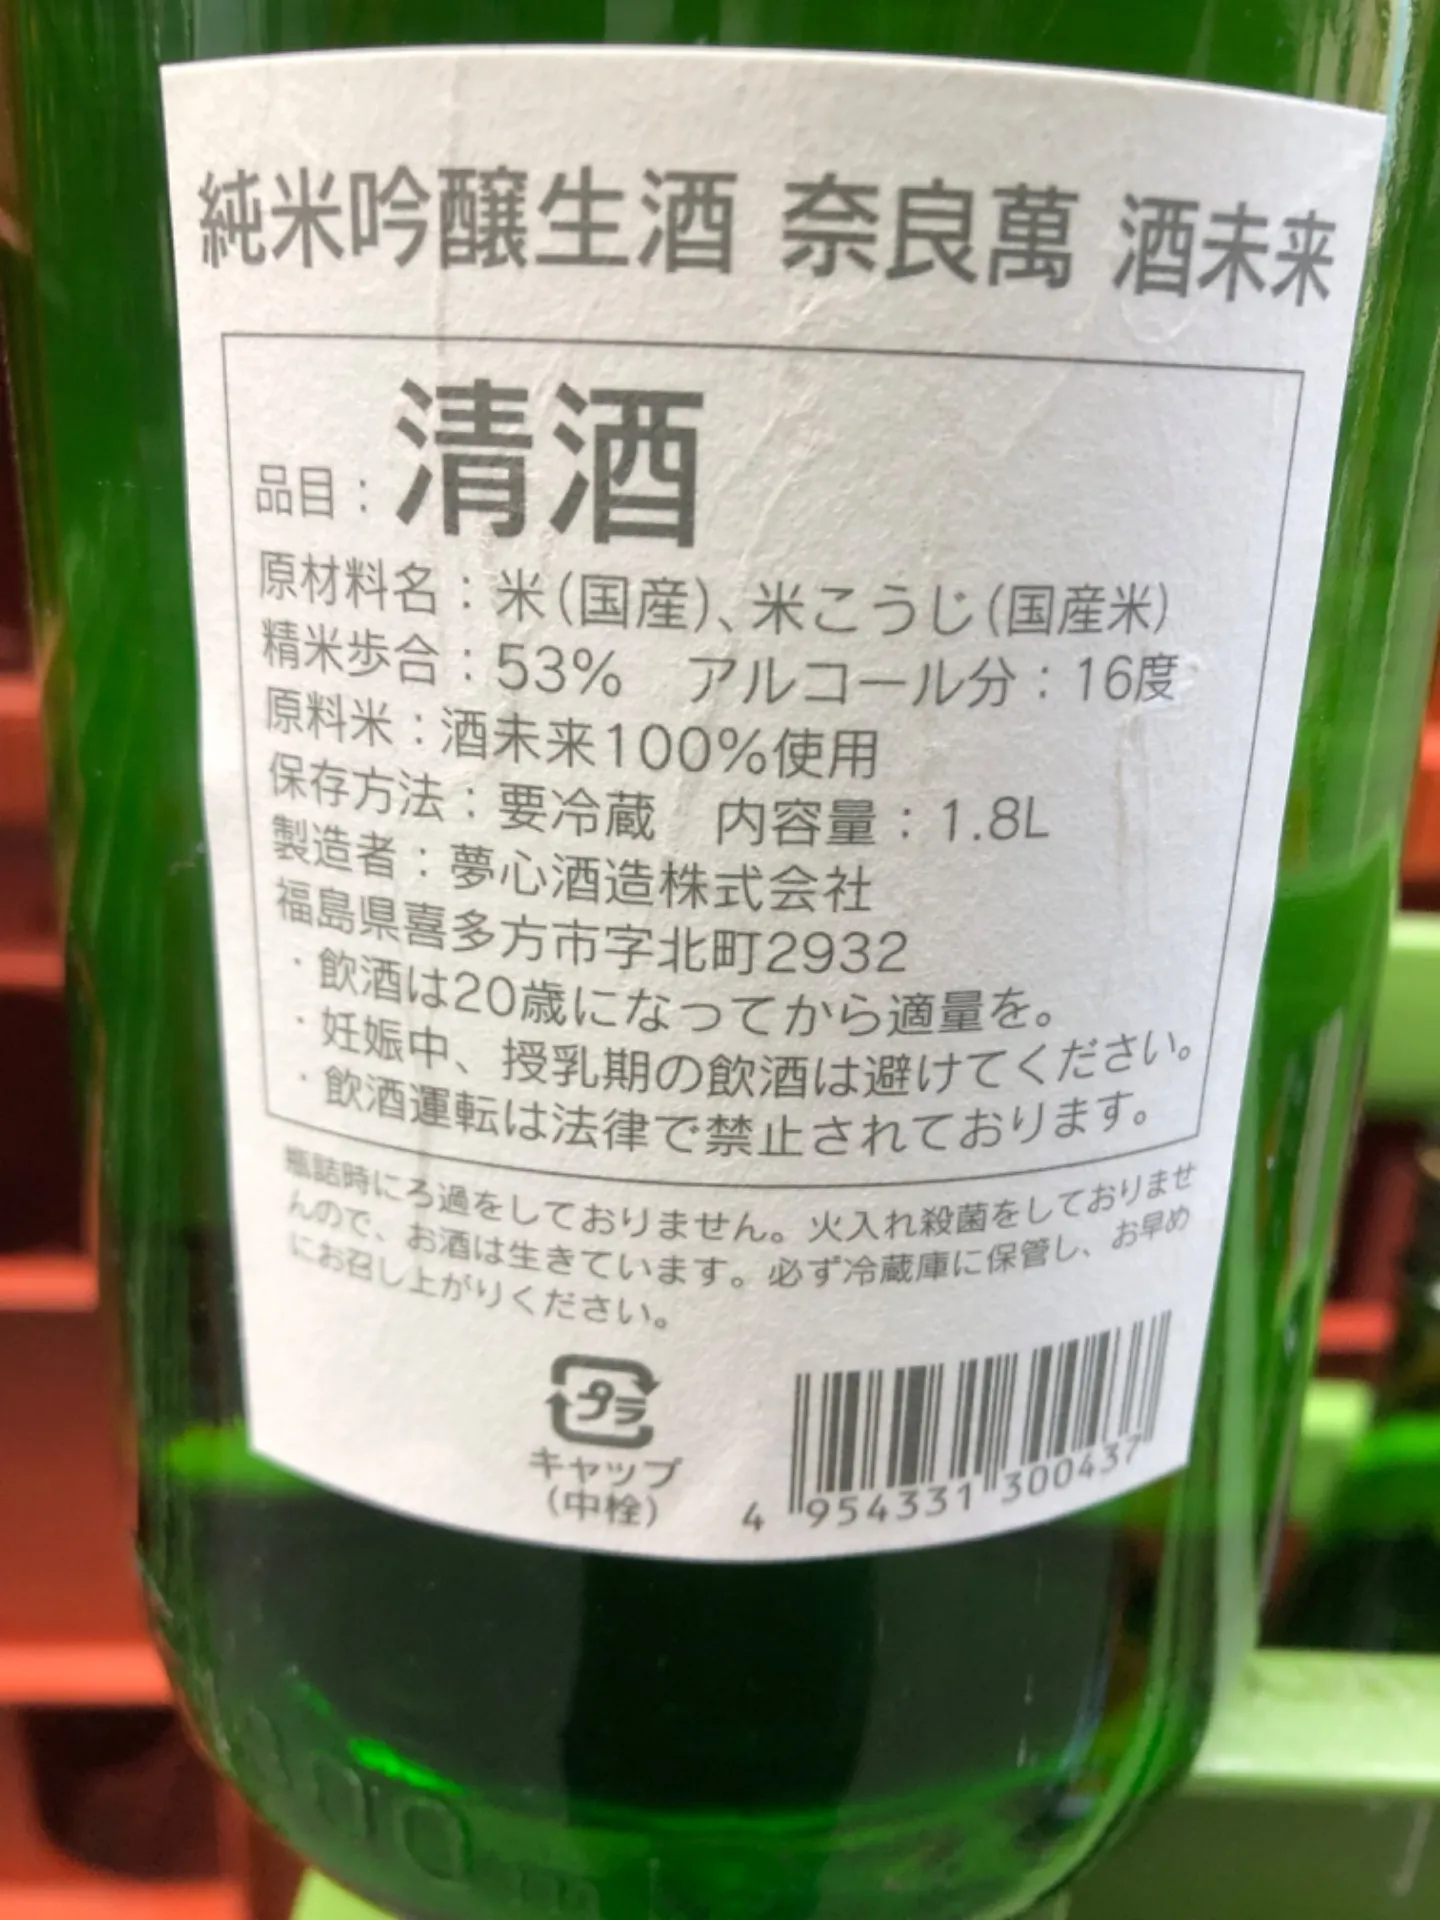 純米吟醸生酒 奈良萬 酒未来
品目：清酒
原材料名：米（国産）、米こうじ（国産米）
精米歩合：53％　アルコール分：16度
原料米：酒未来100％使用
保存方法：要冷蔵　内容量：1.8L
製造者：夢心酒造株式会社
福島県喜多方市字北町2932
・飲酒は20歳になってから適量を。
・妊娠中、授乳期の飲酒は避けてください。
・飲酒運転は法律で禁止されております。
瓶詰時にろ過をしておりません。火入れ殺菌をしておりませ
んので、お酒は生きています。必ず冷蔵庫に保管し、お早め
にお召し上がりください。
プラ
キャップ
（中栓）
4 954331 300437